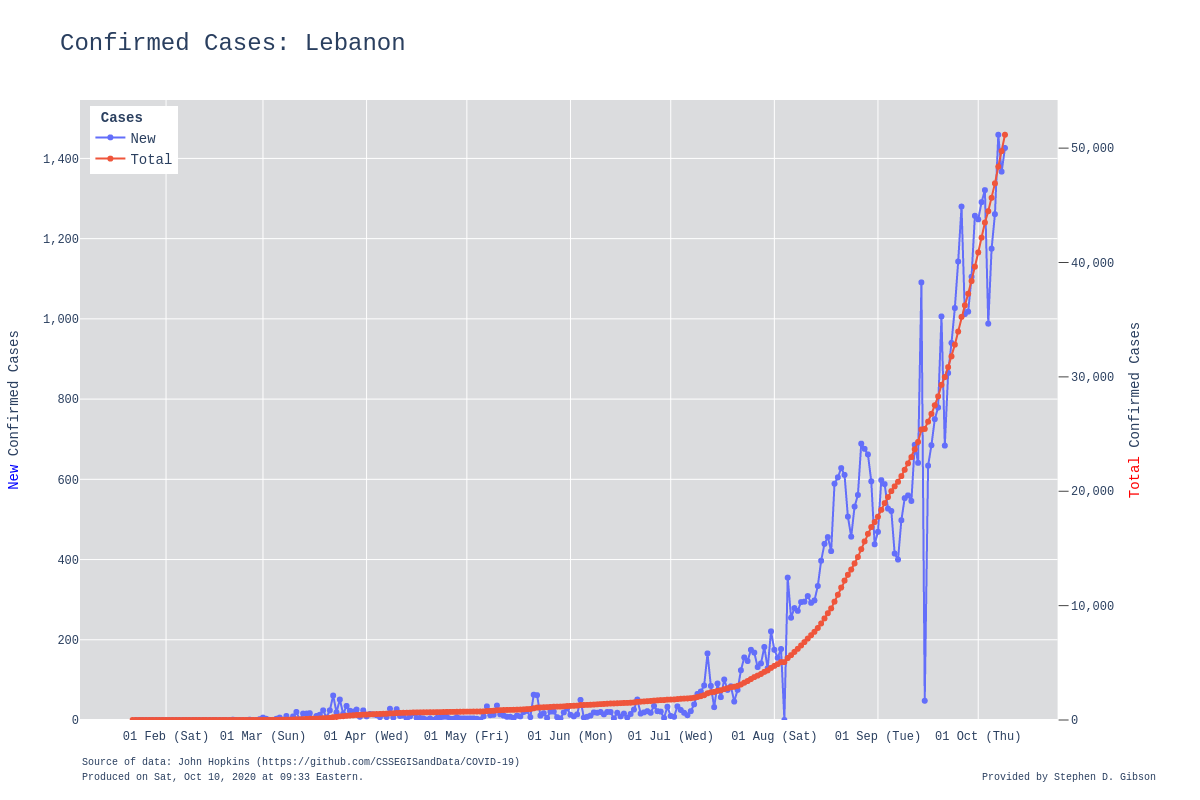 Confirmed Cases: Lebanon
Cases
New
Total
1,400
1,200
1,000
800
600
400
200
0
50,000
40,000
30,000
20,000
10,000
0
New Confirmed Cases
Total Confirmed Cases
01 Feb (Sat) 01 Mar (Sun) 01 Apr (Wed) 01 May (Fri) 01 Jun (Mon) 01 Jul (Wed) 01 Aug (Sat) 01 Sep (Tue) 01 Oct (Thu)
Source of data: John Hopkins (https://github.com/CSSEGISandData/COVID-19)
Produced on Sat, Oct 10, 2020 at 09:33 Eastern.
Provided by Stephen D. Gibson